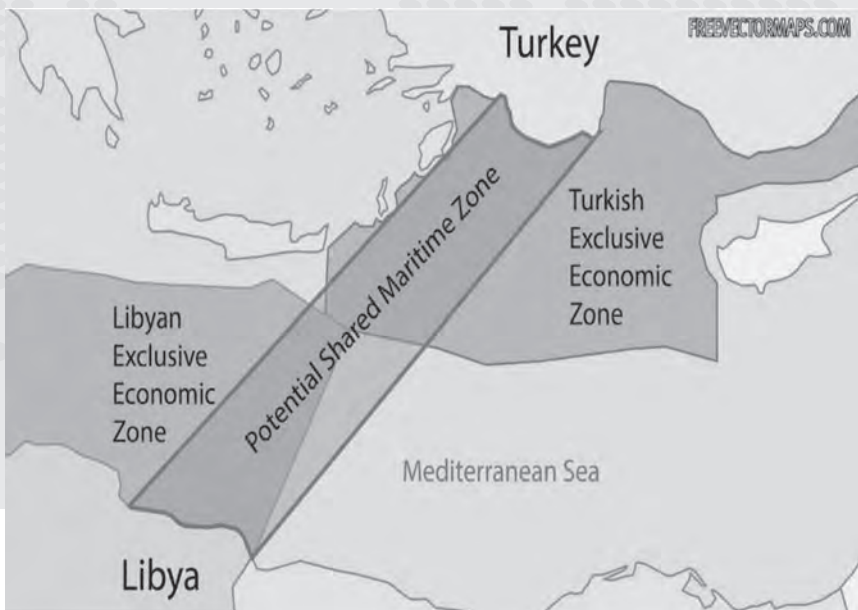 FREEVECTORMAPS.COM
Turkey
Potential Shared Maritime Zone
Turkish
Exclusive
Economic
Zone
Libyan
Exclusive
Economic
Zone
Mediterranean Sea
Libya